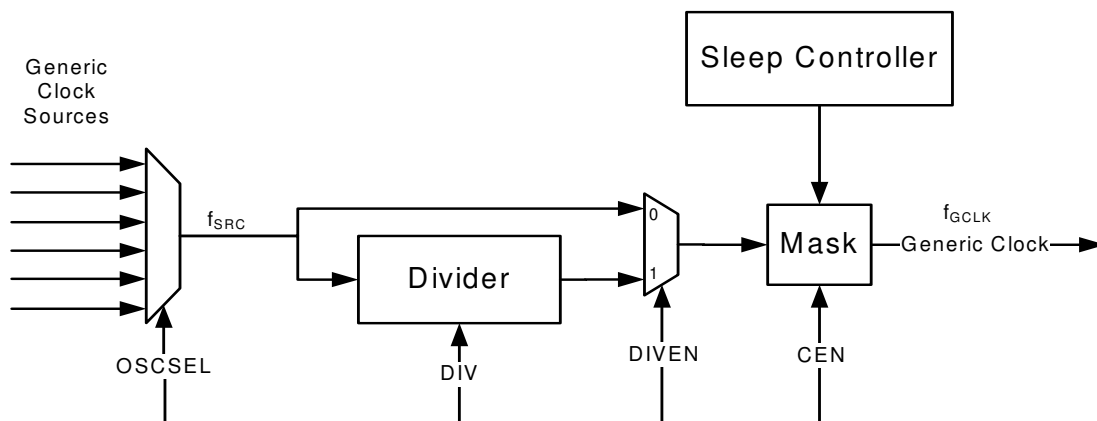 Sleep Controller
Generic
Clock
Sources
fSRC
0
1
Divider
Mask
fGCLK
Generic Clock
OSCSEL
DIV
DIVEN
CEN